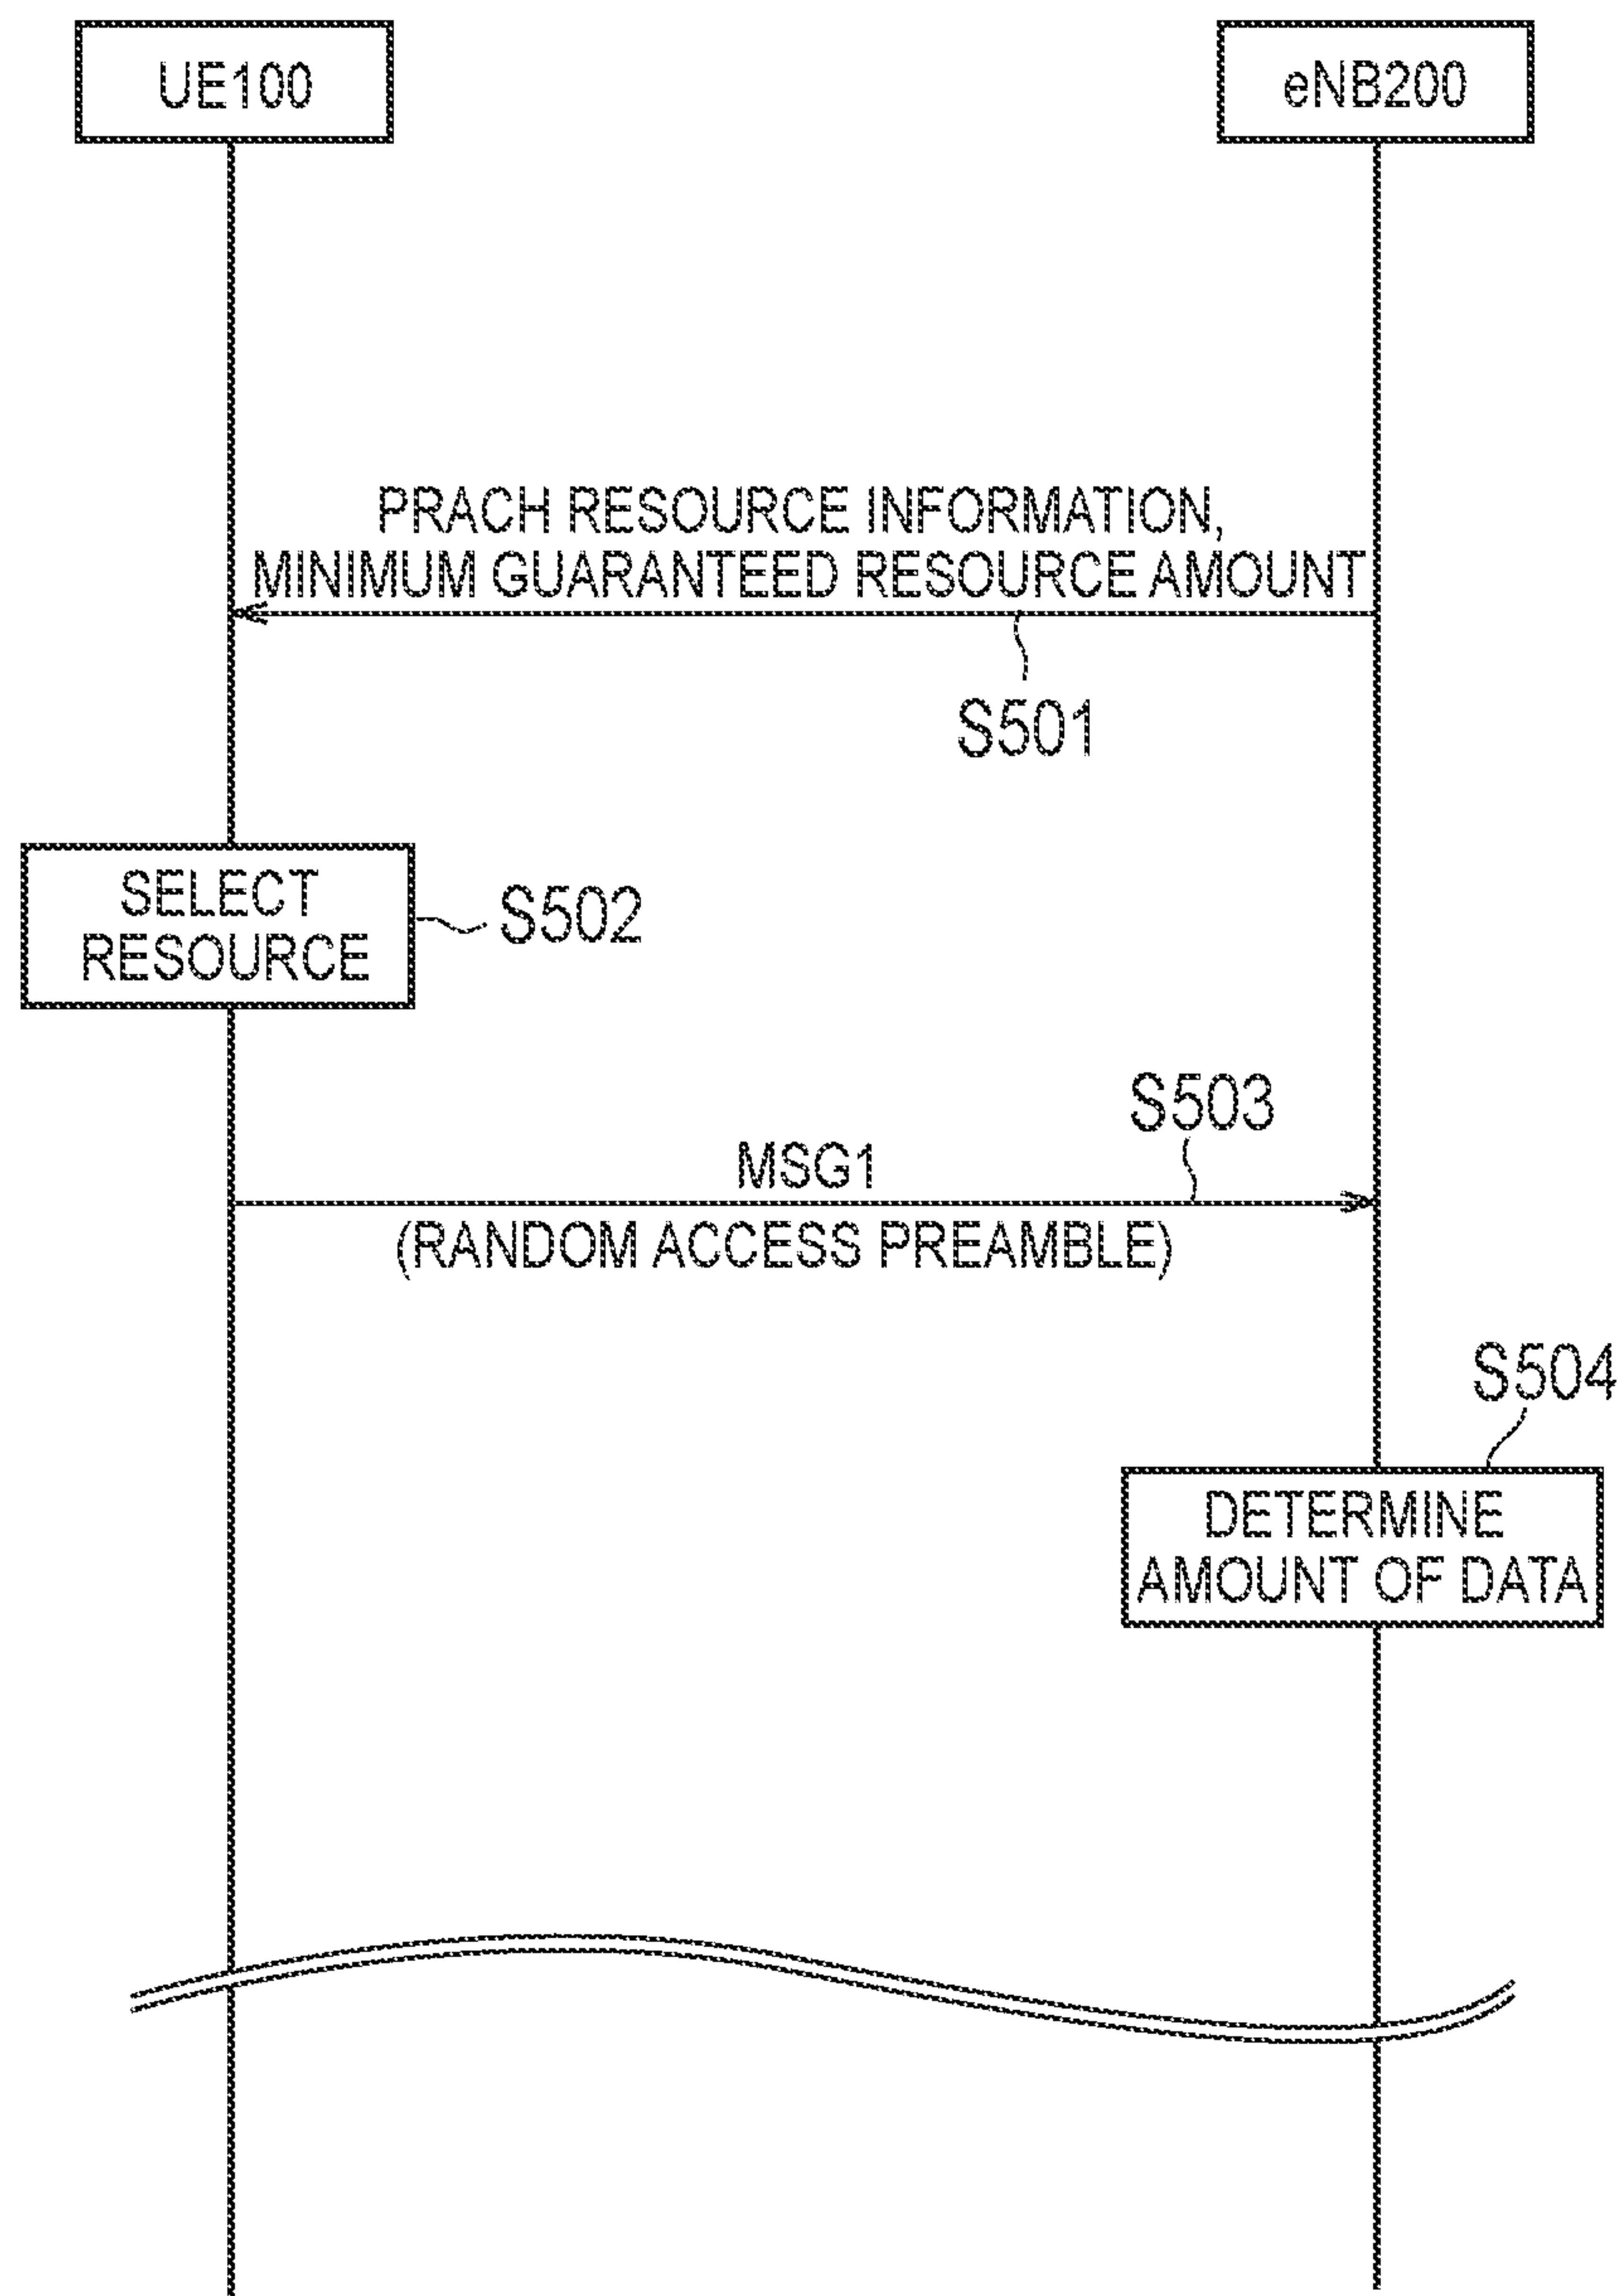 UE100
eNB200
PRACH RESOURCE INFORMATION,
MINIMUM GUARANTEED RESOURCE AMOUNT
S501
SELECT
RESOURCE
S502
S503
MSG1
(RANDOM ACCESS PREAMBLE)
S504
DETERMINE
AMOUNT OF DATA